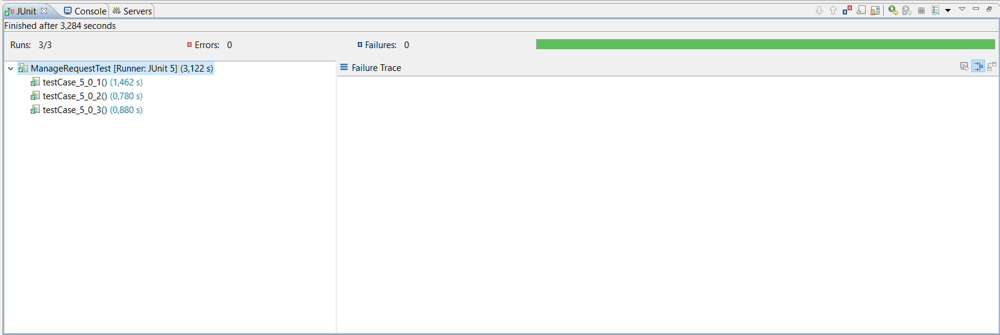 JUnit Console Servers
Finished after 3,284 seconds
Runs: 3/3 Errors: 0 Failures: 0
ManageRequestTest [Runner: JUnit 5] (3,122 s)
Failure Trace
testCase_5_0_1() (1,462 s)
testCase_5_0_2() (0,780 s)
testCase_5_0_3() (0,880 s)